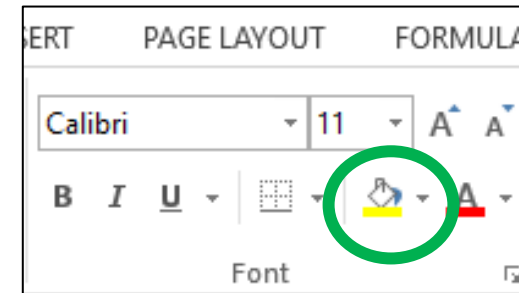 SERT PAGE LAYOUT FORMULA
Calibri 11 A A
B I U A
Font